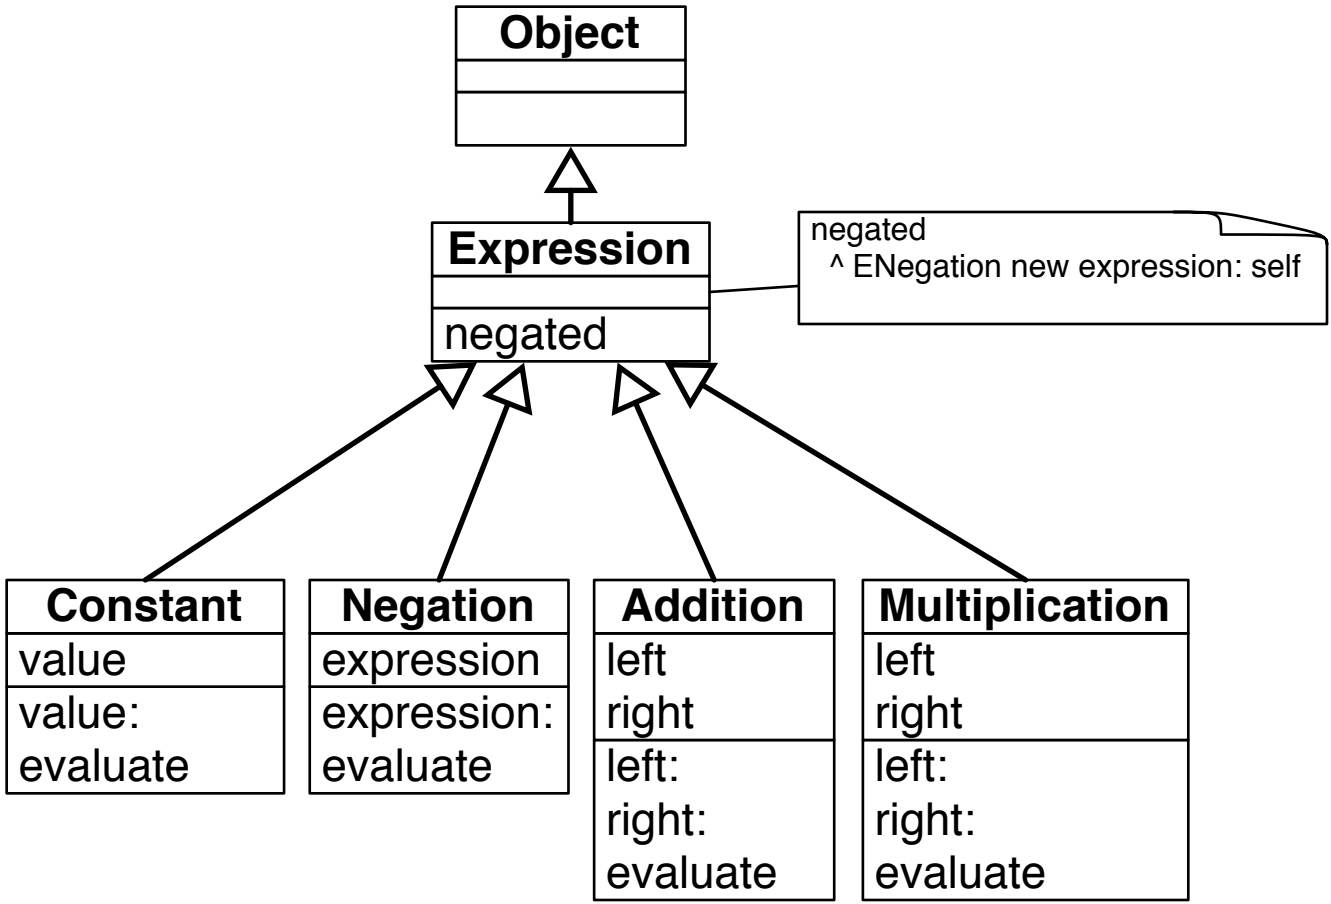 Object
Expression
negated
negated
^ ENegation new expression: self
Constant
value
value:
evaluate
Negation
expression
expression:
evaluate
Addition
left
right
left:
right:
evaluate
Multiplication
left
right
left:
right:
evaluate